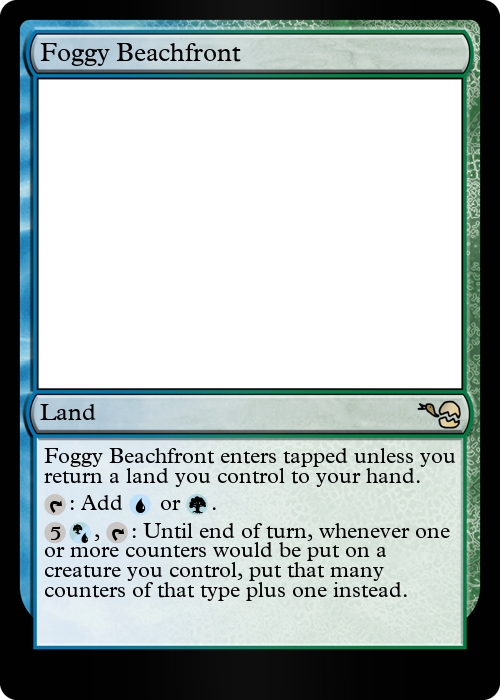 Foggy Beachfront
Land
Foggy Beachfront enters tapped unless you
return a land you control to your hand.
: Add or .
5 , : Until end of turn, whenever one
or more counters would be put on a
creature you control, put that many
counters of that type plus one instead.